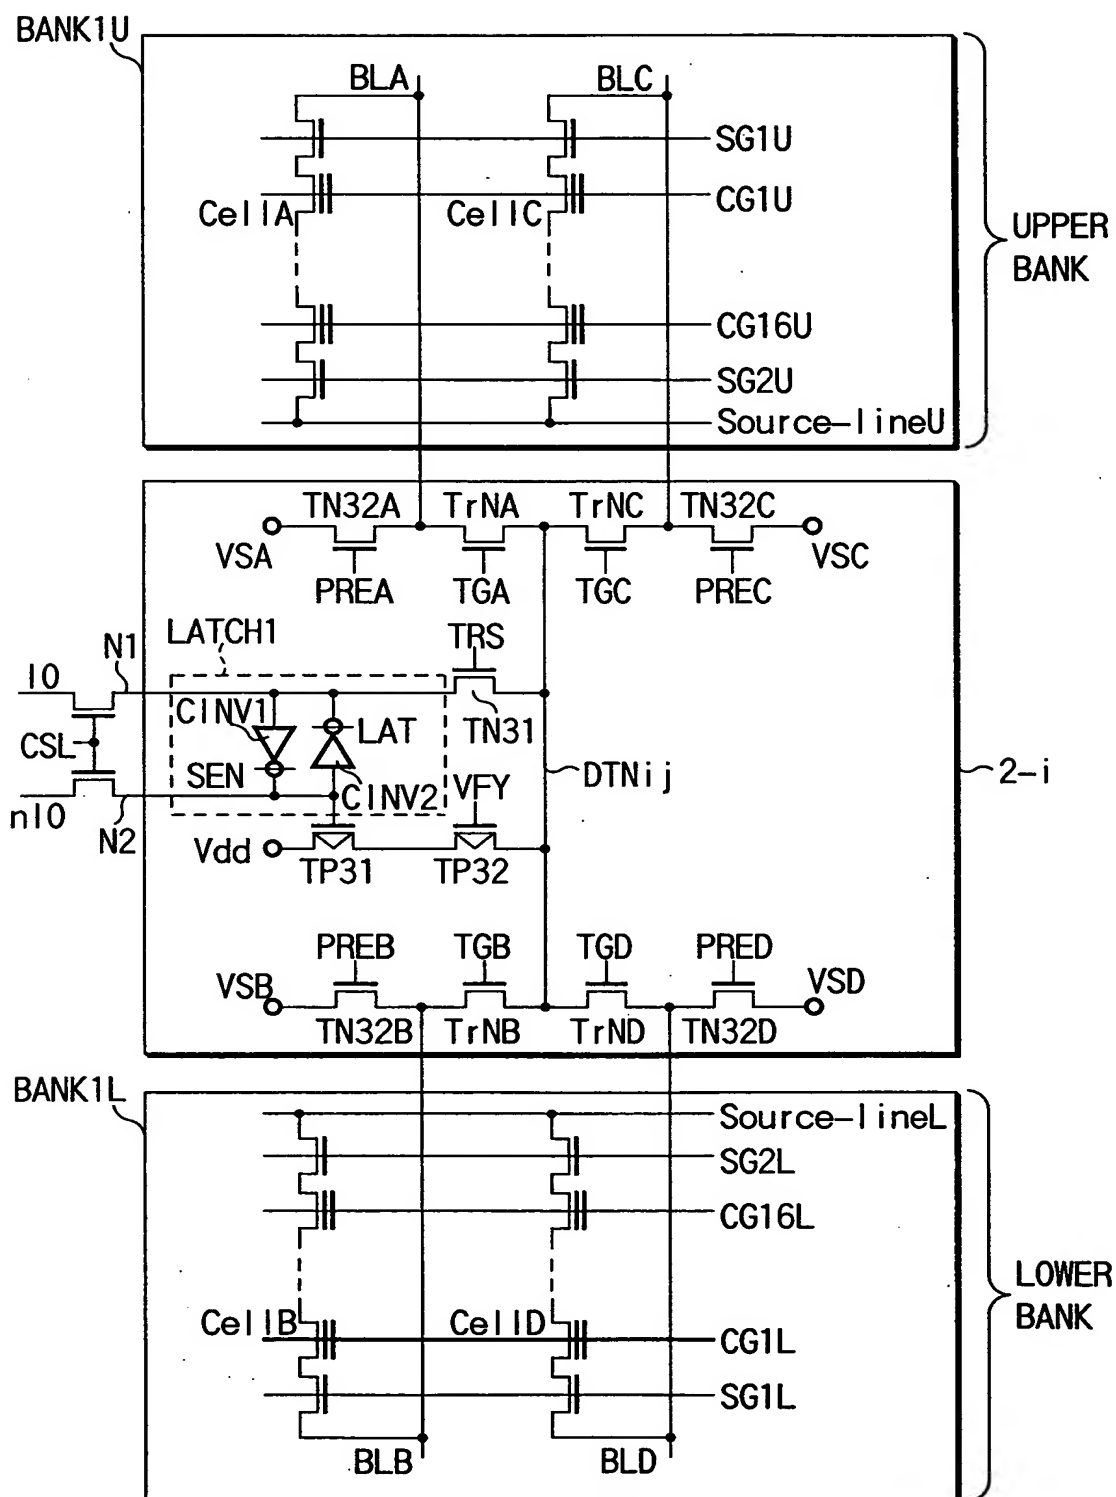 BANK1U
BLA
BLC
SG1U
CG1U
CellA
CellC
UPPER
BANK
CG16U
SG2U
Source-lineU
TN32A
TrNA
TrNC
TN32C
VSA
VSC
PREA
TGA
TGC
PREC
LATCH1
TRS
N1
IO
CINV1
LAT
TN31
CSL
SEN
CINV2
VFY
DTNij
2-i
nIO
N2
Vdd
TP31
TP32
PREB
TGB
TGD
PRED
VSB
VSD
TN32B
TrNB
TrND
TN32D
BANK1L
Source-lineL
SG2L
CG16L
LOWER
BANK
CellB
CellD
CG1L
SG1L
BLB
BLD